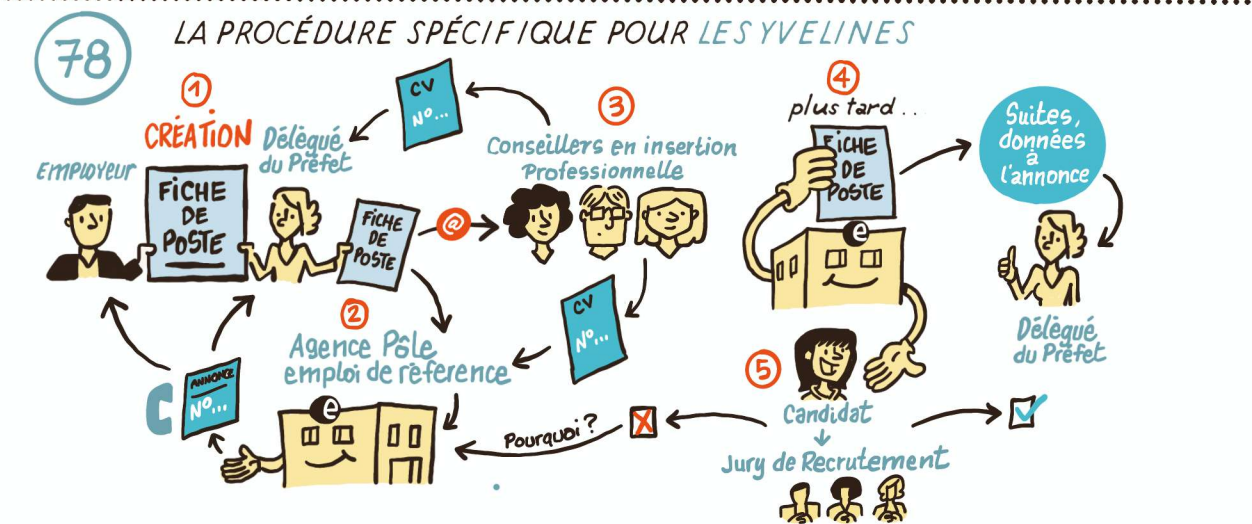 78
LA PROCÉDURE SPÉCIFIQUE POUR LES YVELINES
1
CRÉATION
EMPLOYEUR
FICHE
DE
POSTE
Délégué
du Préfet
FICHE
DE
POSTE
@
CV
N°...
3
Conseillers en insertion
Professionnelle
CV
N°...
2
Agence Pôle
emploi de référence
e
ANNONCE
N°...
C
4
plus tard...
FICHE
DE
POSTE
e
Suites,
données
à
l'annonce
Délégué
du Préfet
5
Candidat
Jury de Recrutement
Pourquoi ?
X